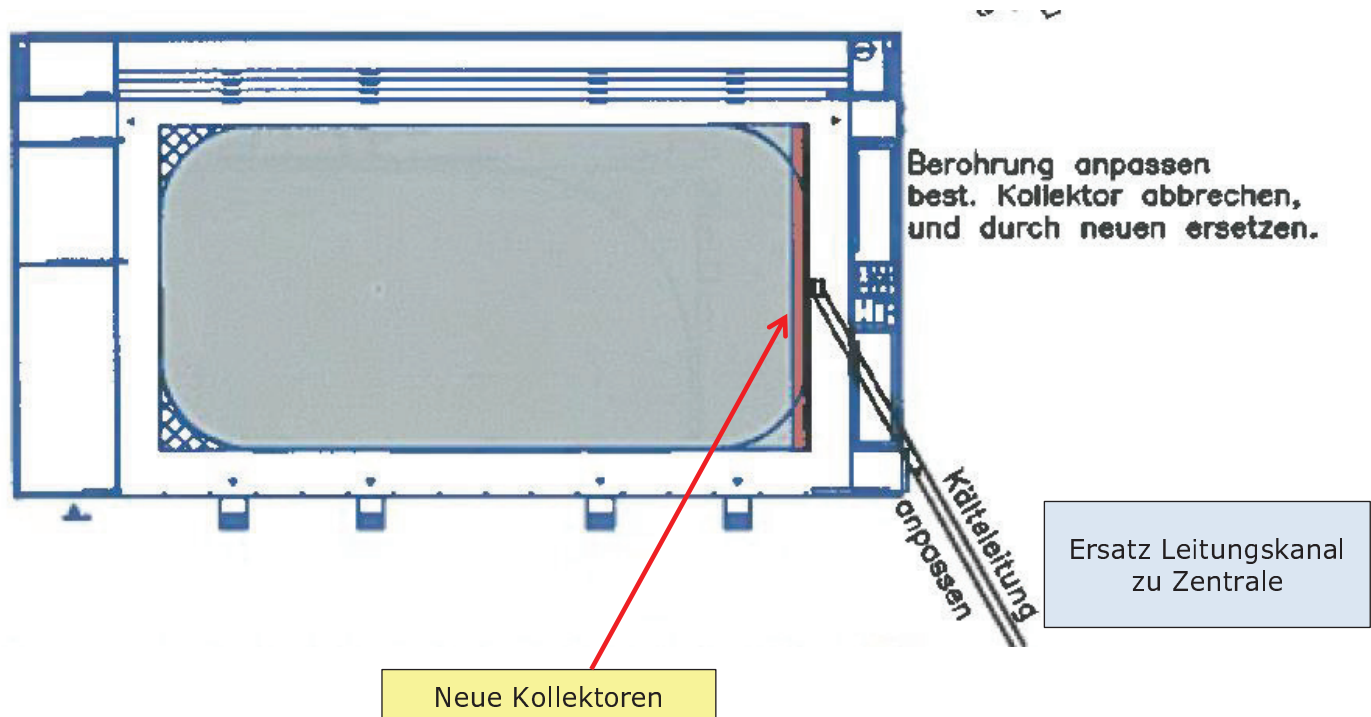 Berohrung anpassen
best. Kollektor abbrechen,
und durch neuen ersetzen.
Kälteleitung
anpassen
Ersatz Leitungskanal
zu Zentrale
Neue Kollektoren